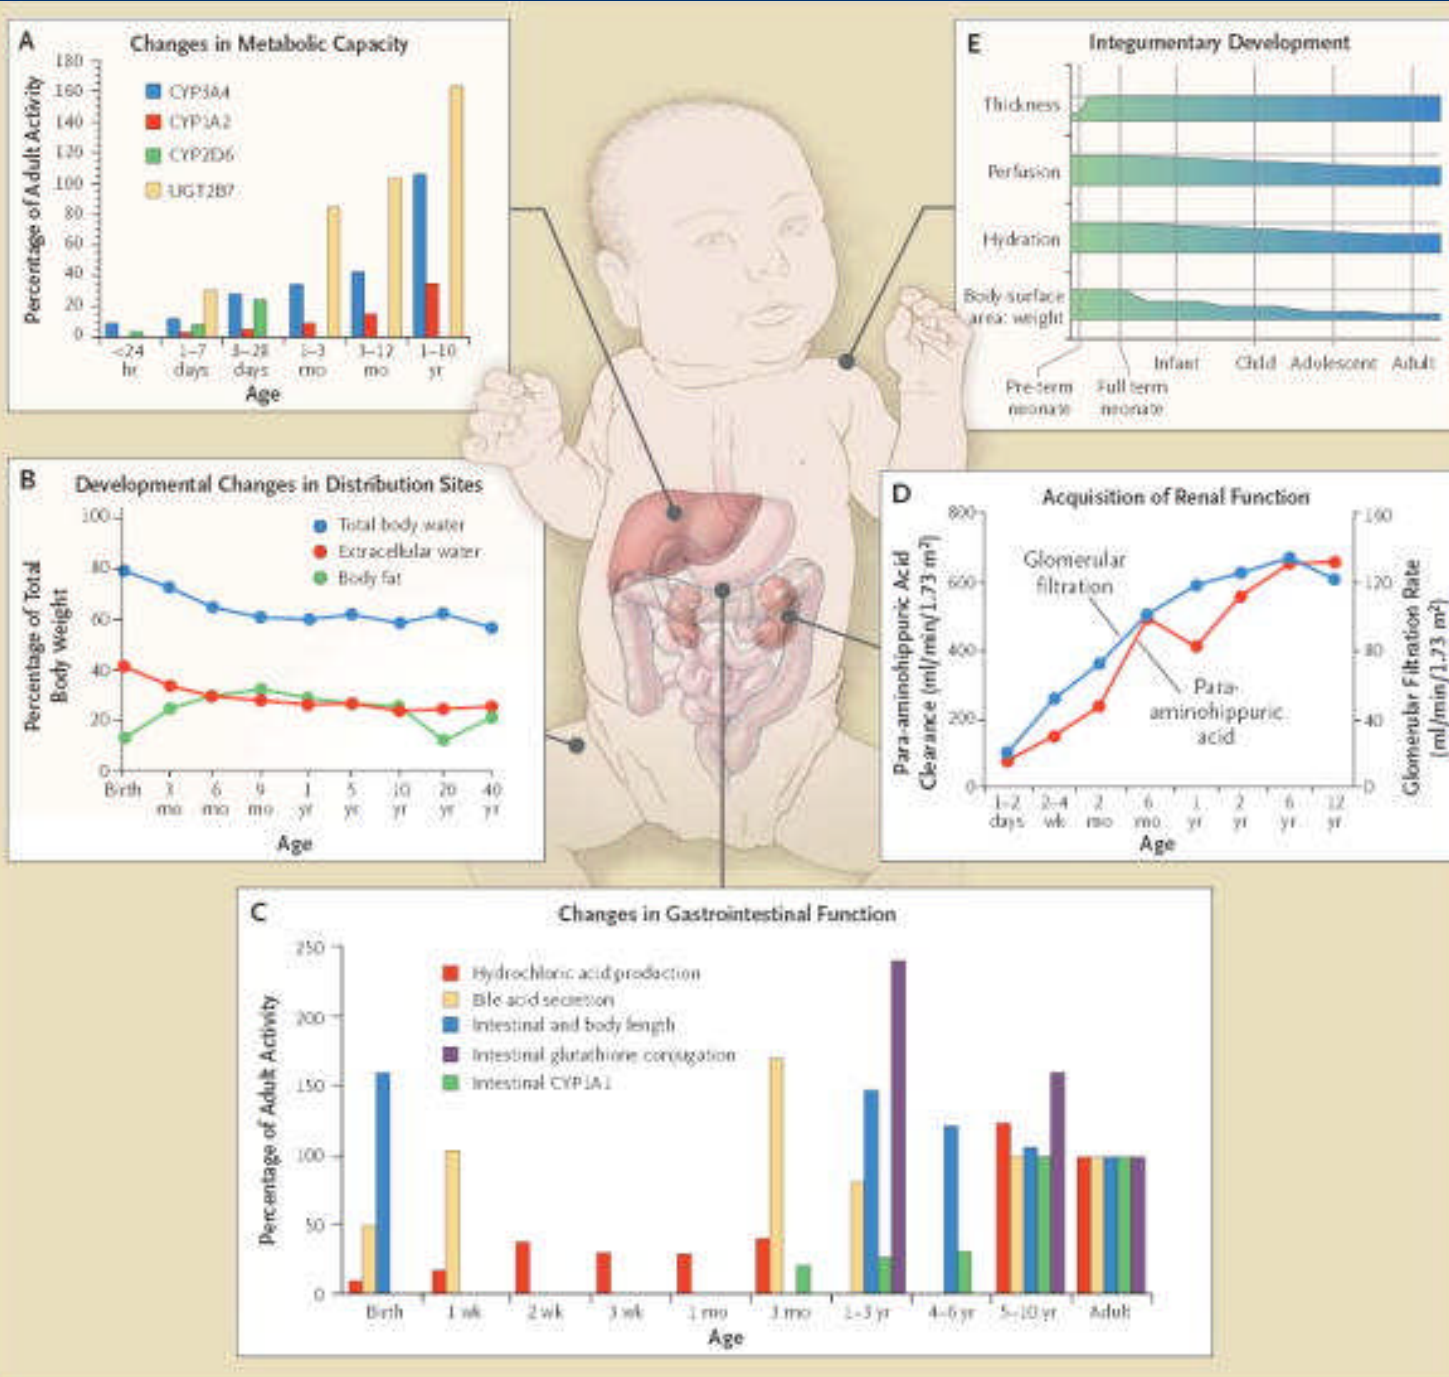 A
Changes in Metabolic Capacity
Percentage of Adult Activity
180
160
140
120
100
80
60
40
20
0
CYP3A4
CYP1A2
CYP2D6
UGT2B7
<24 hr
1–7 days
8–28 days
1–3 mo
3–12 mo
1–10 yr
Age
E
Integumentary Development
Thickness
Perfusion
Hydration
Body surface
area: weight
Infant
Child
Adolescent
Adult
Pre-term
neonate
Full term
neonate
B
Developmental Changes in Distribution Sites
Percentage of Total
Body Weight
100
80
60
40
20
0
Total body water
Extracellular water
Body fat
Birth
3 mo
6 mo
9 mo
1 yr
5 yr
10 yr
20 yr
40 yr
Age
D
Acquisition of Renal Function
Para-aminohippuric Acid
Clearance (ml/min/1.73 m²)
800
600
400
200
0
Glomerular
filtration
Para-
aminohippuric
acid
160
120
80
40
0
Glomerular Filtration Rate
(ml/min/1.73 m²)
1–2 days
2–4 wk
2 mo
6 mo
1 yr
2 yr
6 yr
12 yr
Age
C
Changes in Gastrointestinal Function
Percentage of Adult Activity
250
200
150
100
50
0
Hydrochloric acid production
Bile acid secretion
Intestinal and body length
Intestinal glutathione conjugation
Intestinal CYP1A1
Birth
1 wk
2 wk
3 wk
1 mo
3 mo
1–3 yr
4–6 yr
5–10 yr
Adult
Age